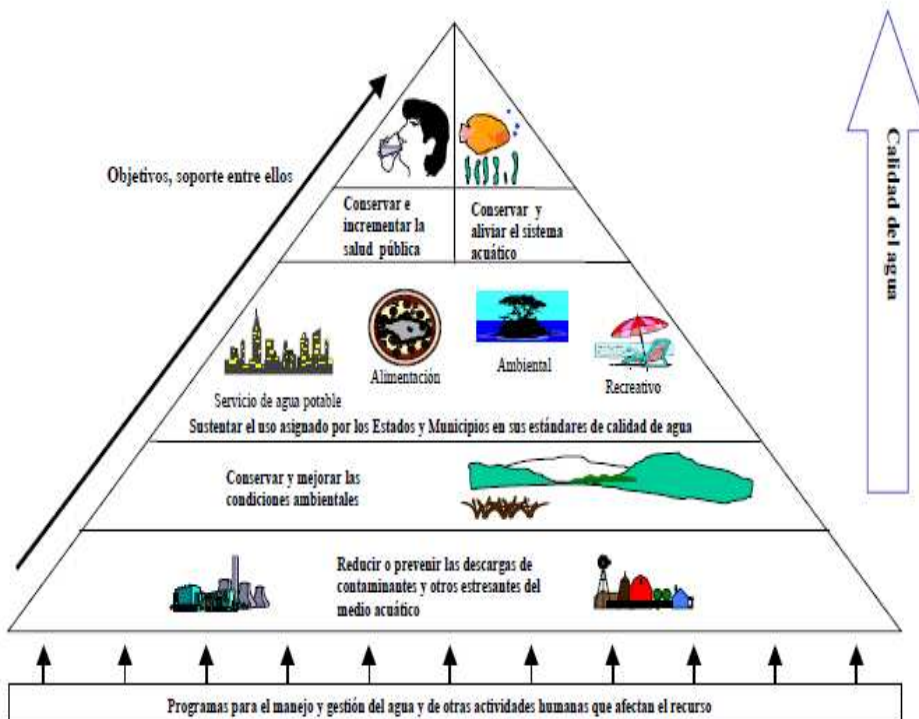 Objetivos, soporte entre ellos
Conservar e
incrementar la
salud pública
Conservar y
aliviar el sistema
acuático
Calidad del agua
Servicio de agua potable
Alimentación
Ambiental
Recreativo
Sustentar el uso asignado por los Estados y Municipios en sus estándares de calidad de agua
Conservar y mejorar las
condiciones ambientales
Reducir o prevenir las descargas de
contaminantes y otros estresantes del
medio acuático
Programas para el manejo y gestión del agua y de otras actividades humanas que afectan el recurso